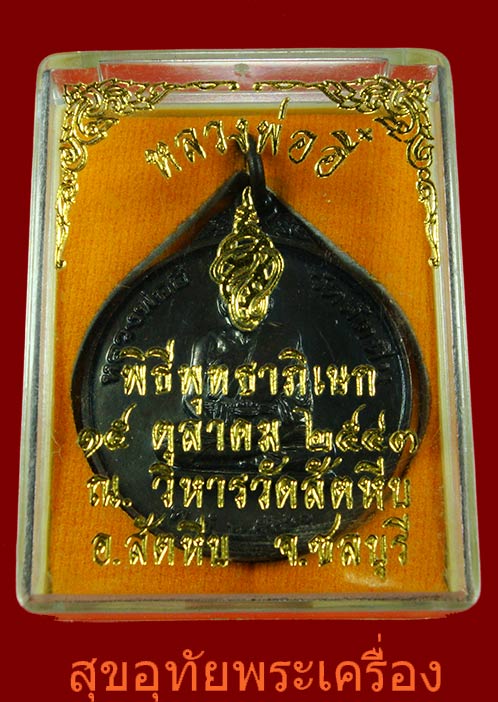 หลวงพ่ออี๋
พิธีพุทธาภิเษก
๑๕ ตุลาคม ๒๕๔๓
ณ. วิหารวัดสัตหีบ
อ.สัตหีบ จ.ชลบุรี
สุขอุทัยพระเครื่อง